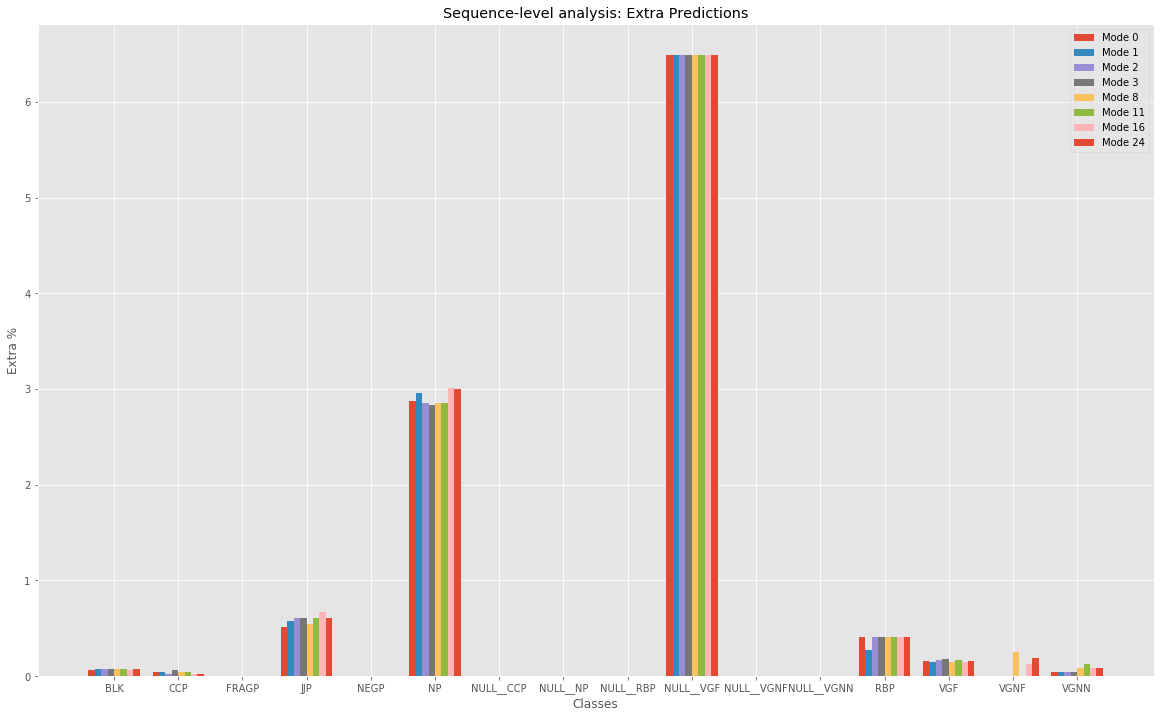 Sequence-level analysis: Extra Predictions
Mode 0
Mode 1
Mode 2
Mode 3
Mode 8
Mode 11
Mode 16
Mode 24
Extra %
6
5
4
3
2
1
0
BLK CCP FRAGP JJP NEGP NP NULL__CCP NULL__NP NULL__RBP NULL__VGF NULL__VGNF NULL__VGNN RBP VGF VGNF VGNN
Classes